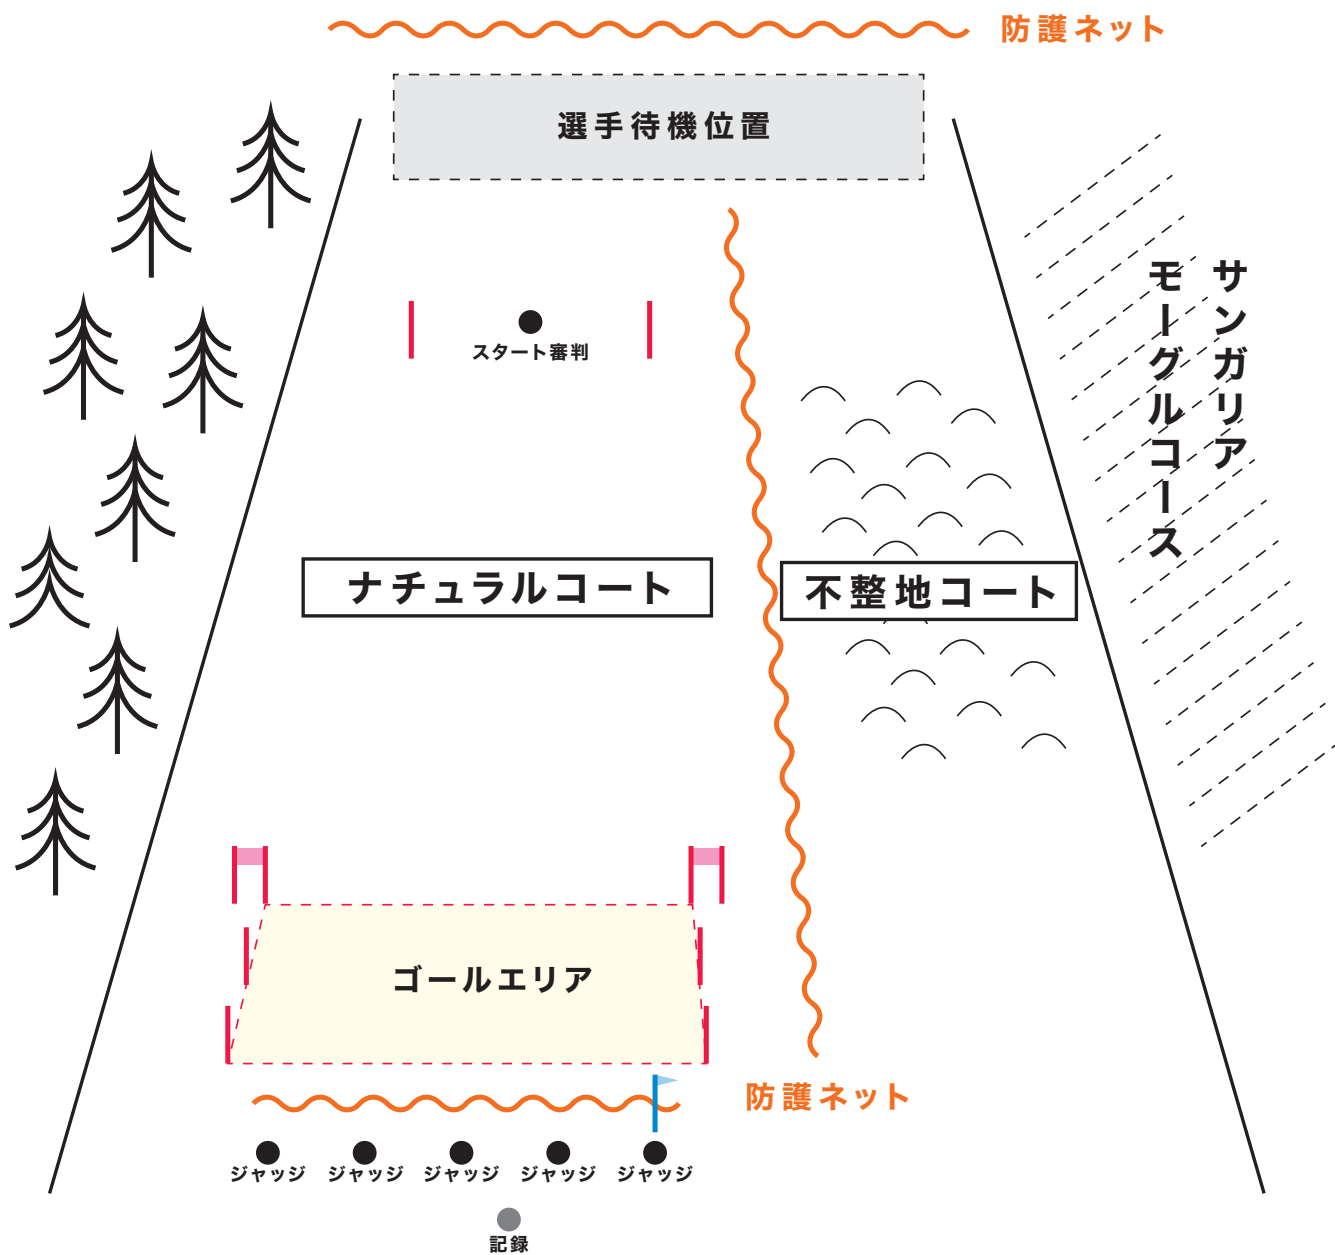 防護ネット
選手待機位置
スタート審判
サンガリア
モーグルコース
ナチュラルコート
不整地コート
ゴールエリア
防護ネット
ジャッジ
ジャッジ
ジャッジ
ジャッジ
ジャッジ
記録